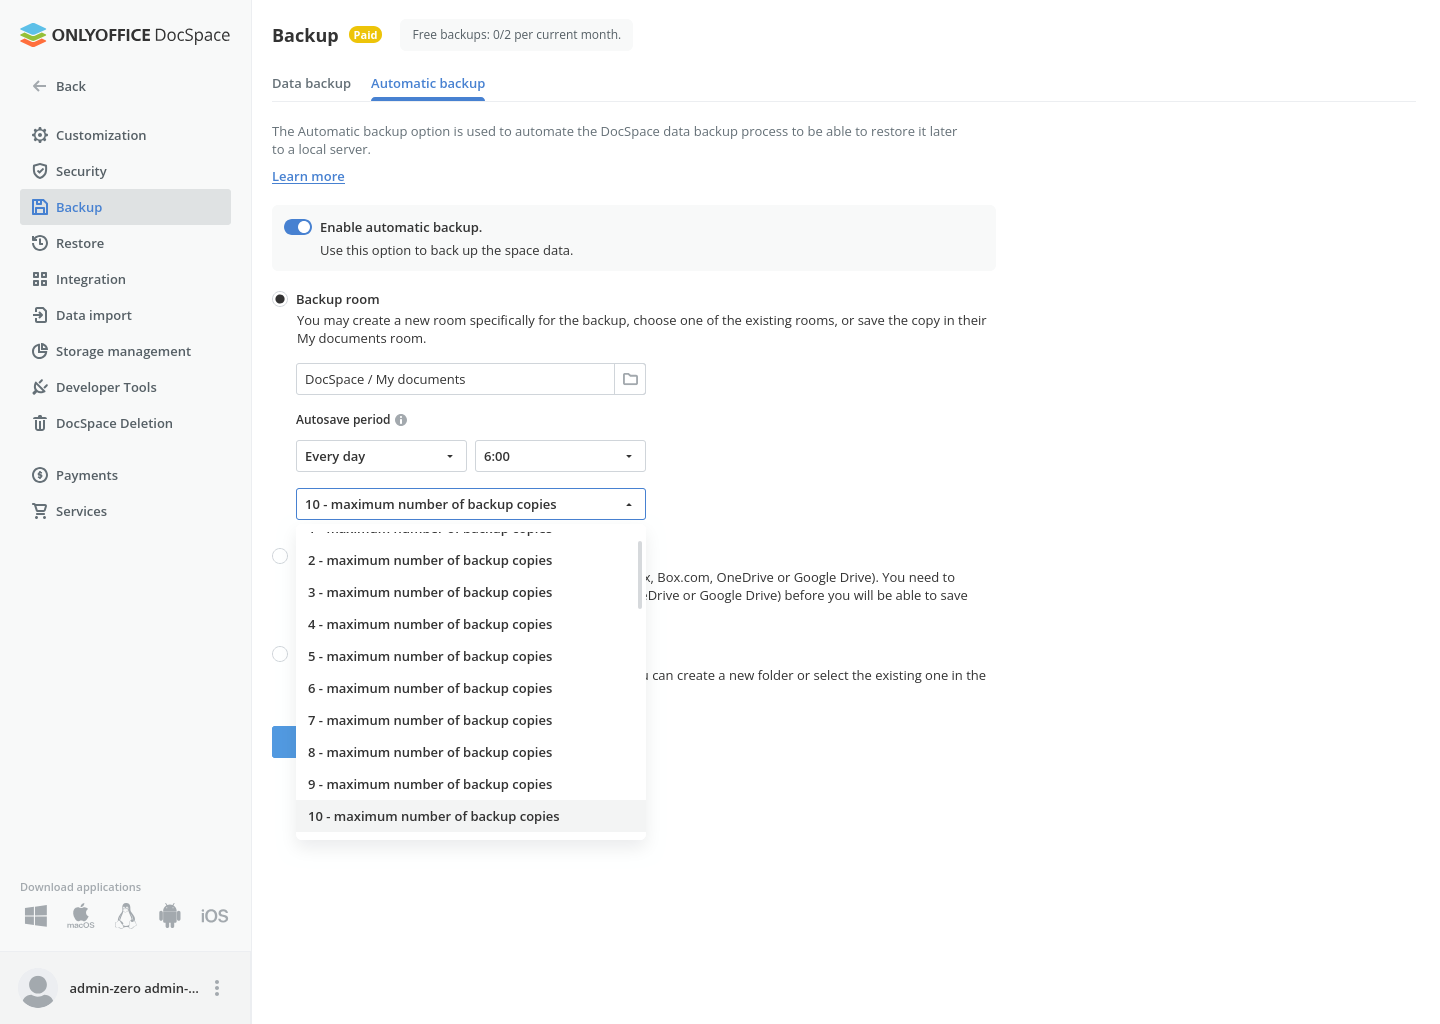 ONLYOFFICE DocSpace
Back
Customization
Security
Backup
Restore
Integration
Data import
Storage management
Developer Tools
DocSpace Deletion
Payments
Services
Download applications
macOS
iOS
admin-zero admin-...
Backup
Paid
Free backups: 0/2 per current month.
Data backup
Automatic backup
The Automatic backup option is used to automate the DocSpace data backup process to be able to restore it later
to a local server.
Learn more
Enable automatic backup.
Use this option to back up the space data.
Backup room
You may create a new room specifically for the backup, choose one of the existing rooms, or save the copy in their
My documents room.
DocSpace / My documents
Autosave period
Every day
6:00
10 - maximum number of backup copies
2 - maximum number of backup copies
3 - maximum number of backup copies
4 - maximum number of backup copies
5 - maximum number of backup copies
6 - maximum number of backup copies
7 - maximum number of backup copies
8 - maximum number of backup copies
9 - maximum number of backup copies
10 - maximum number of backup copies
x, Box.com, OneDrive or Google Drive). You need to
Drive or Google Drive) before you will be able to save
can create a new folder or select the existing one in the